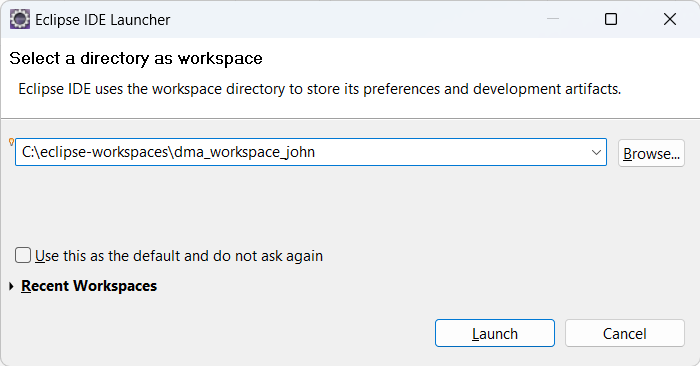 Eclipse IDE Launcher
Select a directory as workspace
Eclipse IDE uses the workspace directory to store its preferences and development artifacts.
C:\eclipse-workspaces\dma_workspace_john
Browse...
Use this as the default and do not ask again
Recent Workspaces
Launch
Cancel